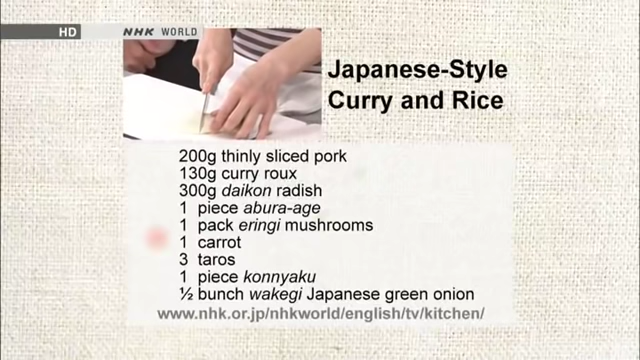 HD
NHK WORLD
Japanese-Style
Curry and Rice
200g thinly sliced pork
130g curry roux
300g daikon radish
1 piece abura-age
1 pack eringi mushrooms
1 carrot
3 taros
1 piece konnyaku
½ bunch wakegi Japanese green onion
www.nhk.or.jp/nhkworld/english/tv/kitchen/